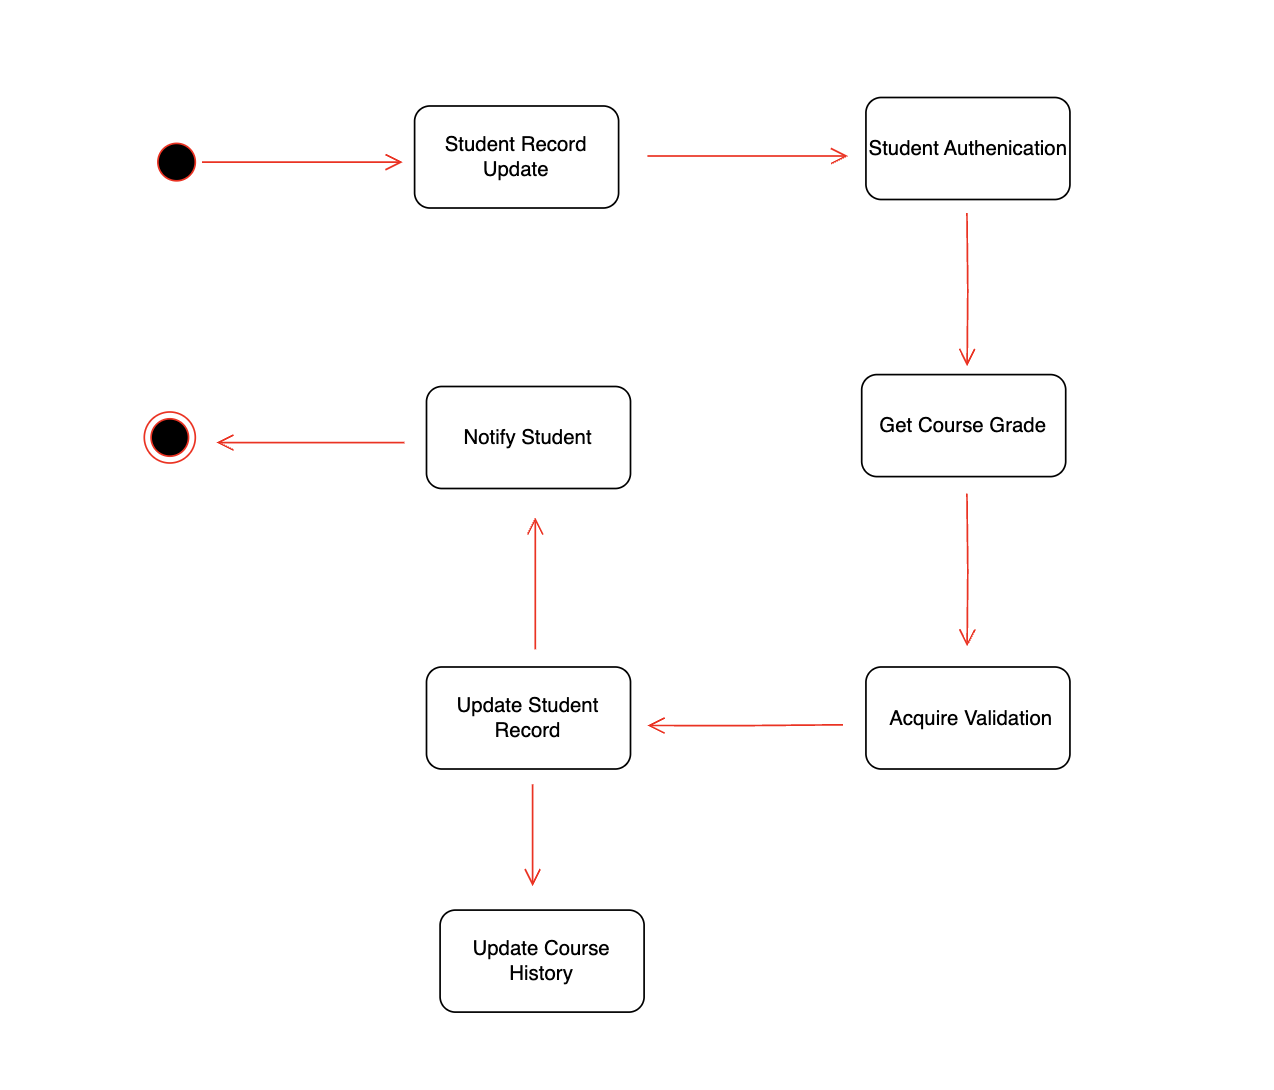 Student Record
Update
Student Authenication
Get Course Grade
Notify Student
Acquire Validation
Update Student
Record
Update Course
History